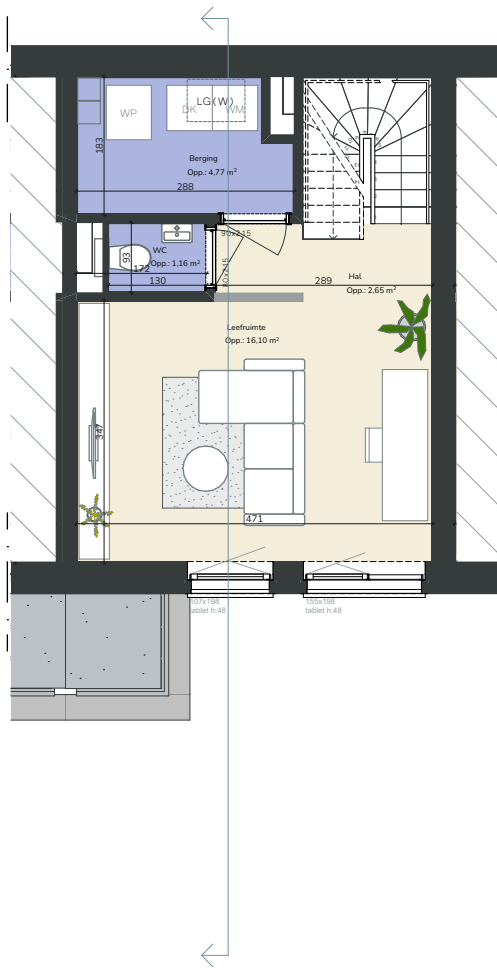 LG(W)
WP
DK
WM
183
Berging
Opp.: 4,77 m²
288
90x215
93
WC
Opp.: 1,16 m²
172
130
90x215
289
Hal
Opp.: 2,65 m²
Leefruimte
Opp.: 16,10 m²
347
471
107x198
tablet h:48
155x198
tablet h:48